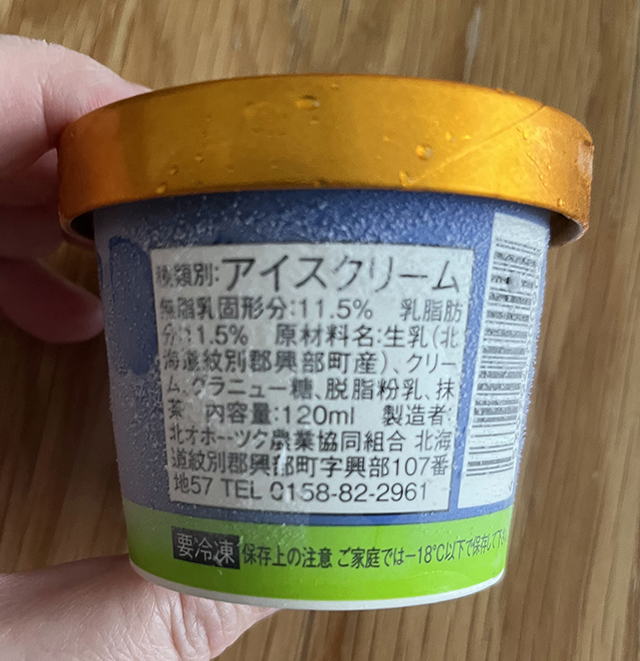 種類別:アイスクリーム
無脂乳固形分:11.5% 乳脂肪
分:11.5% 原材料名:生乳(北
海道紋別郡興部町産)、クリー
ム、グラニュー糖、脱脂粉乳、抹
茶 内容量:120ml 製造者:
北オホーツク農業協同組合 北海
道紋別郡興部町字興部107番
地57 TEL 0158-82-2961
要冷凍 保存上の注意 ご家庭では-18℃以下で保存して下